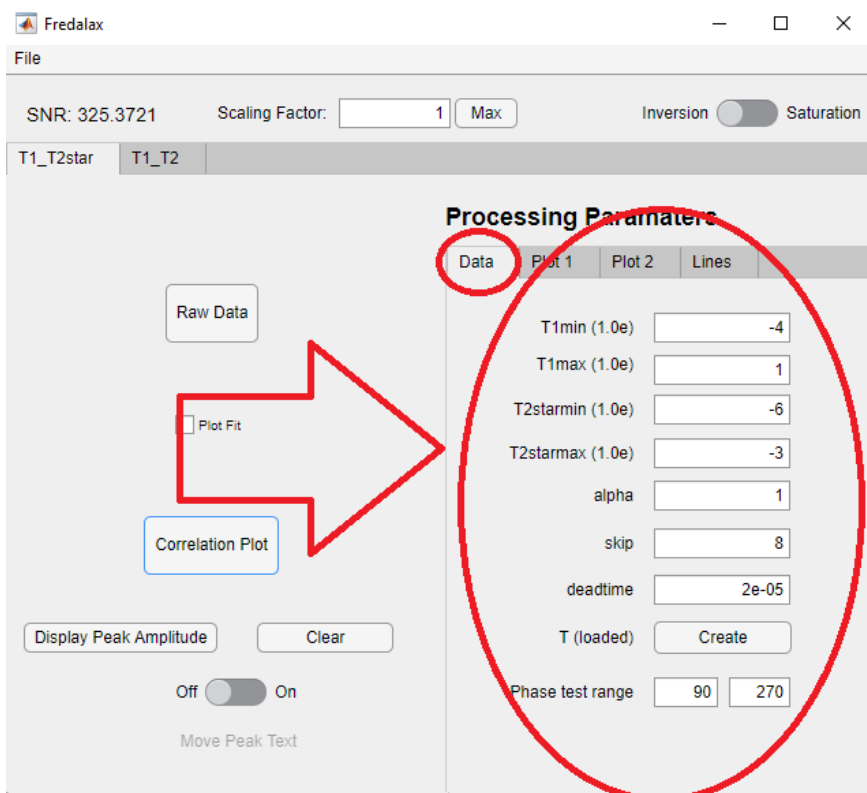 Fredalax
File
SNR: 325.3721 Scaling Factor: 1 Max Inversion Saturation
T1_T2star T1_T2
Processing Paramaters
Data Plot 1 Plot 2 Lines
Raw Data
Plot Fit
Correlation Plot
Display Peak Amplitude Clear
Off On
Move Peak Text
T1min (1.0e) -4
T1max (1.0e) 1
T2starmin (1.0e) -6
T2starmax (1.0e) -3
alpha 1
skip 8
deadtime 2e-05
T (loaded) Create
Phase test range 90 270